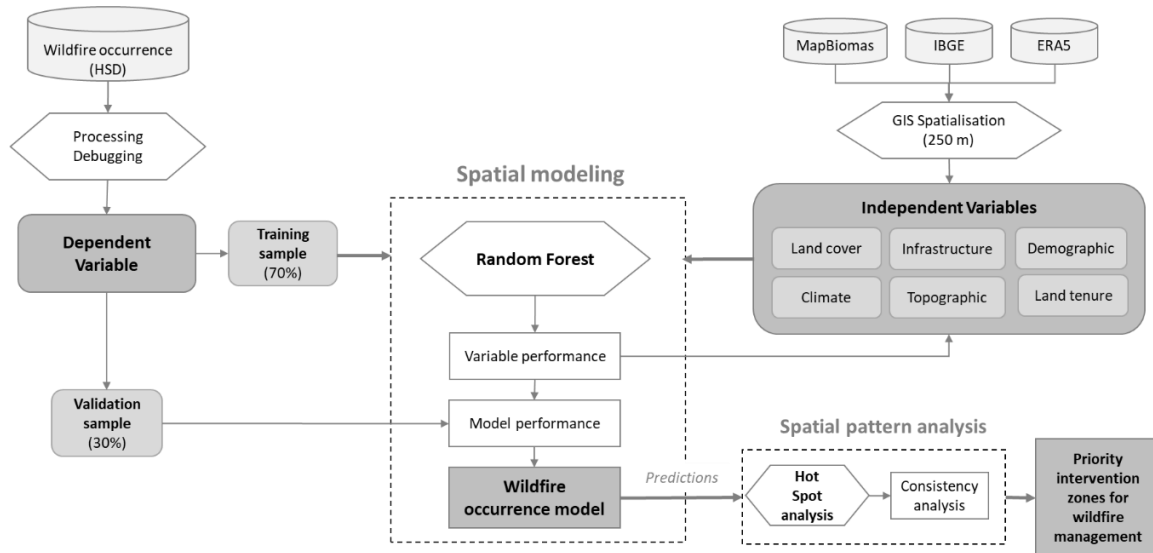 Wildfire occurrence
(HSD)
Processing
Debugging
Dependent
Variable
Training
sample
(70%)
Validation
sample
(30%)
Spatial modeling
Random Forest
Variable performance
Model performance
Wildfire
occurrence model
MapBiomas
IBGE
ERA5
GIS Spatialisation
(250 m)
Independent Variables
Land cover
Infrastructure
Demographic
Climate
Topographic
Land tenure
Predictions
Spatial pattern analysis
Hot
Spot
analysis
Consistency
analysis
Priority
intervention
zones for
wildfire
management